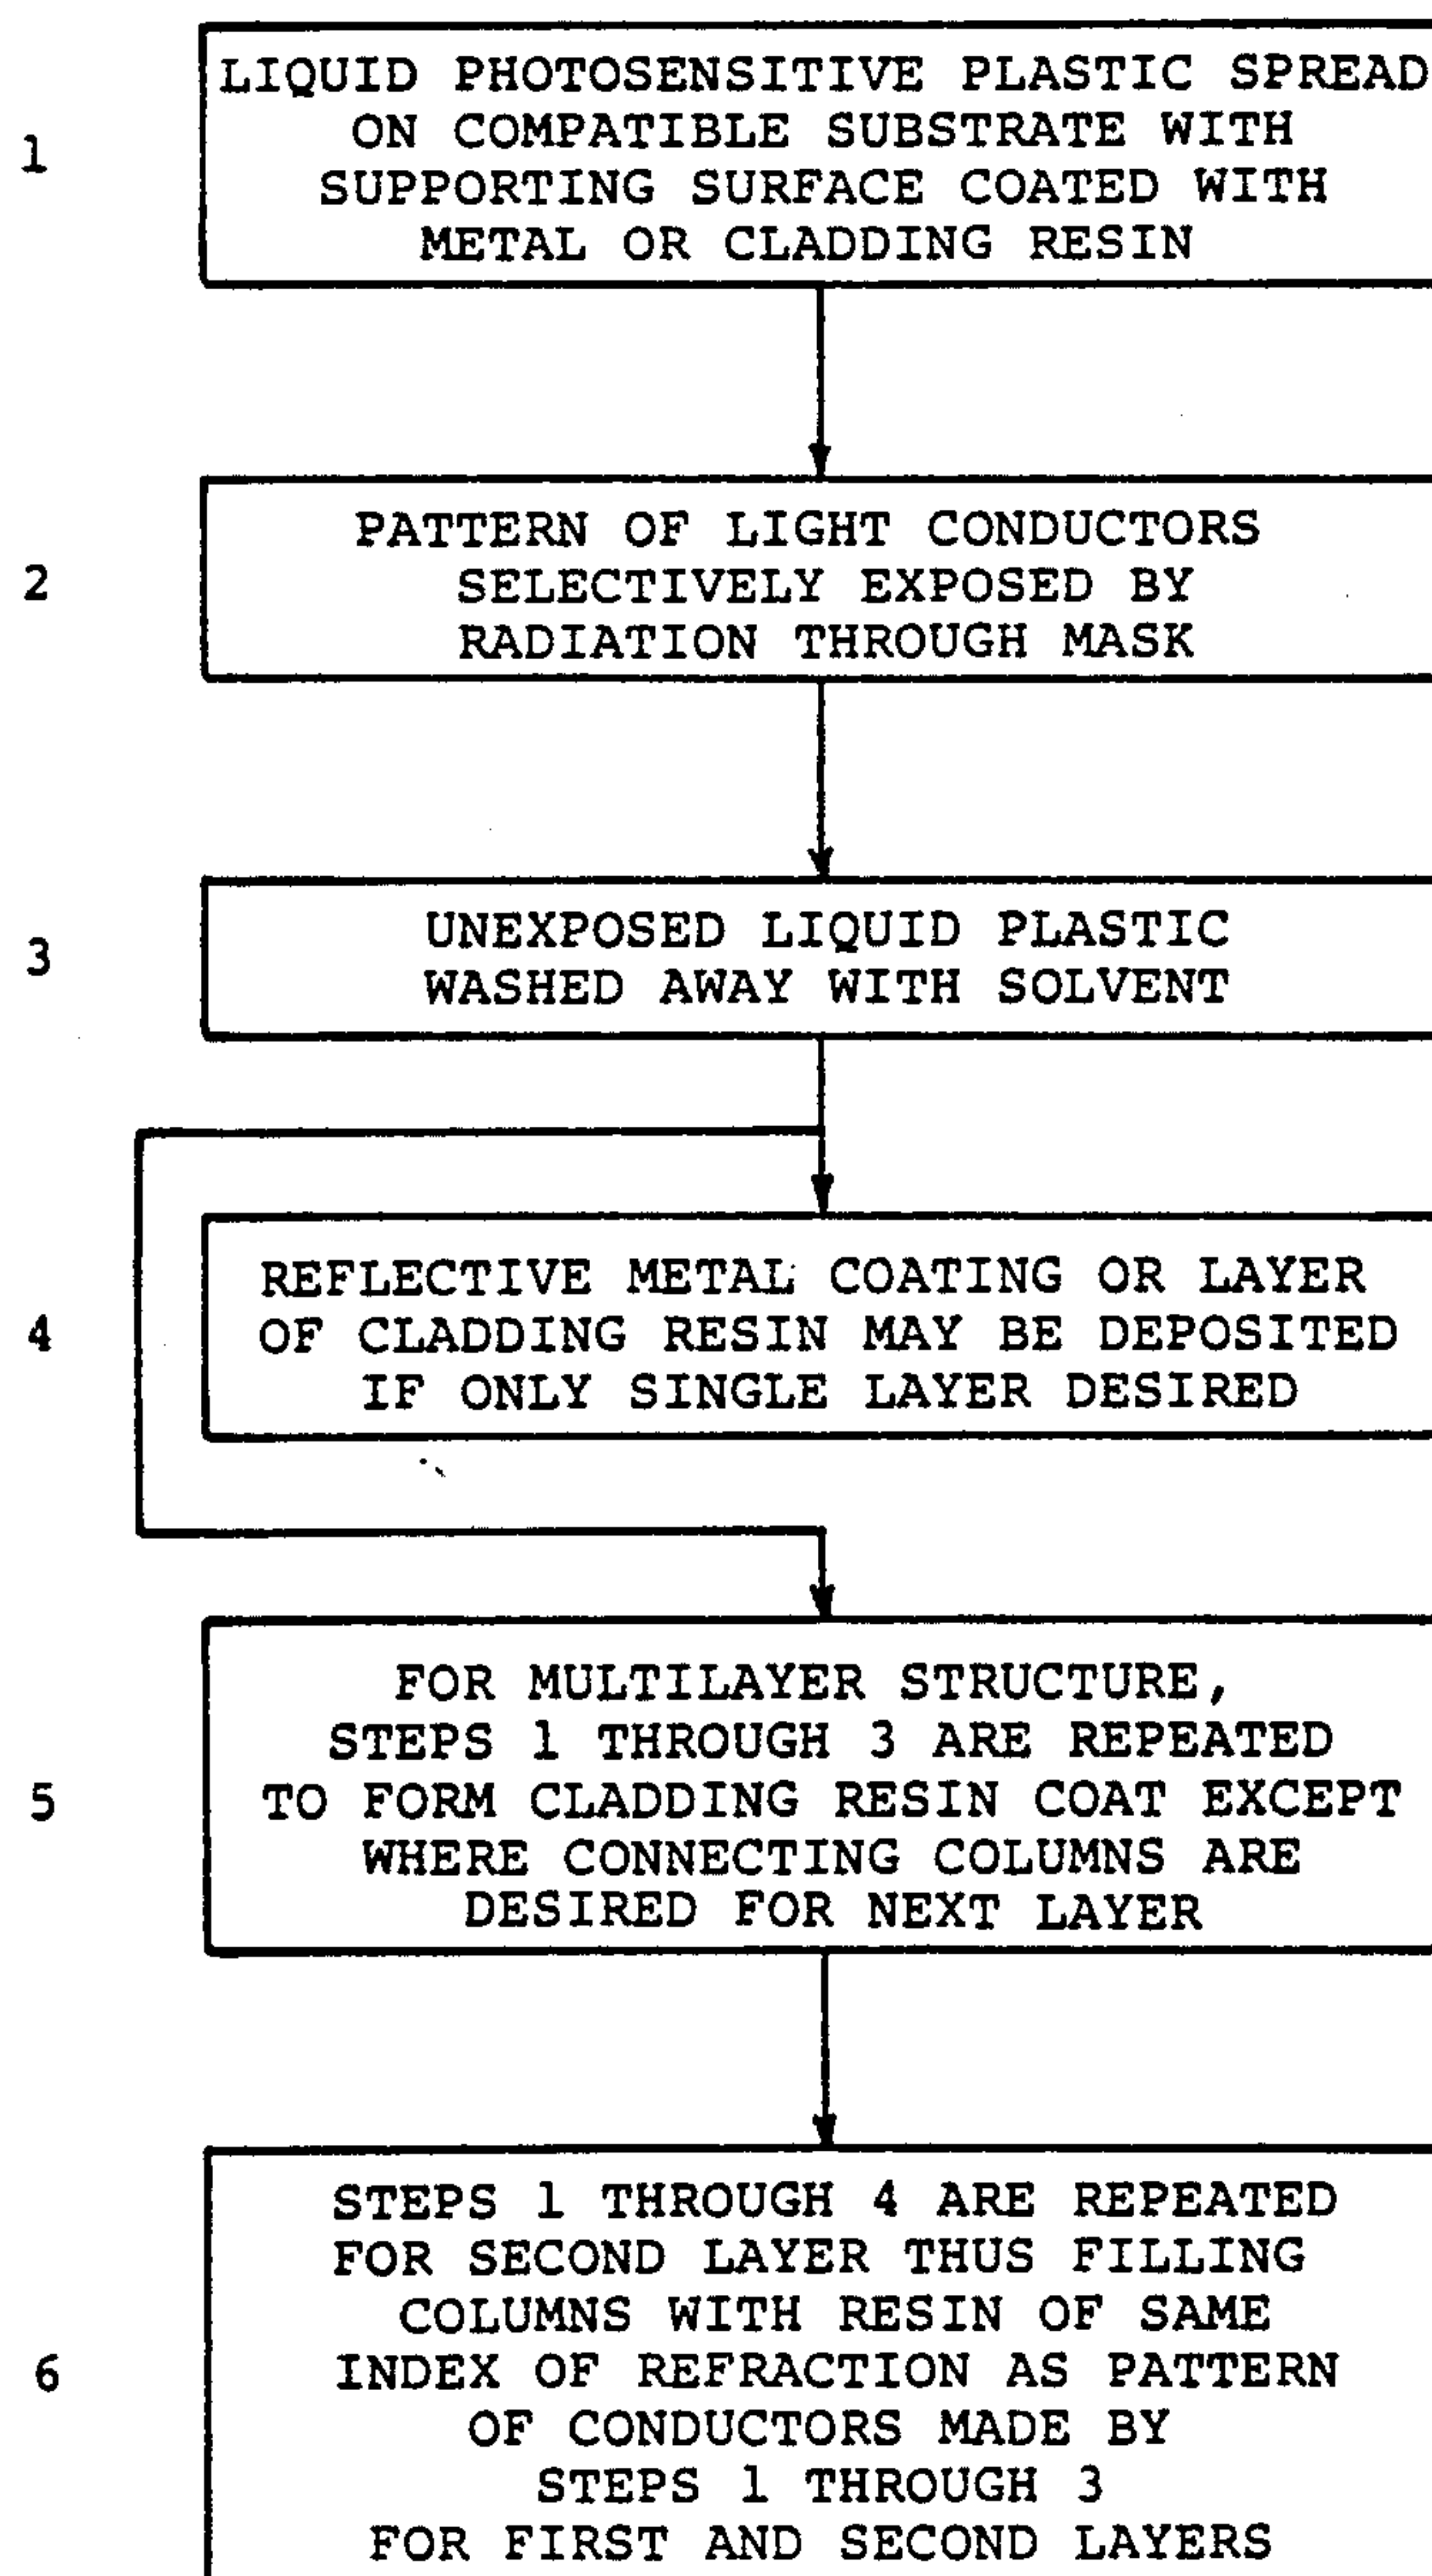 1
LIQUID PHOTOSENSITIVE PLASTIC SPREAD
ON COMPATIBLE SUBSTRATE WITH
SUPPORTING SURFACE COATED WITH
METAL OR CLADDING RESIN
2
PATTERN OF LIGHT CONDUCTORS
SELECTIVELY EXPOSED BY
RADIATION THROUGH MASK
3
UNEXPOSED LIQUID PLASTIC
WASHED AWAY WITH SOLVENT
4
REFLECTIVE METAL COATING OR LAYER
OF CLADDING RESIN MAY BE DEPOSITED
IF ONLY SINGLE LAYER DESIRED
5
FOR MULTILAYER STRUCTURE,
STEPS 1 THROUGH 3 ARE REPEATED
TO FORM CLADDING RESIN COAT EXCEPT
WHERE CONNECTING COLUMNS ARE
DESIRED FOR NEXT LAYER
6
STEPS 1 THROUGH 4 ARE REPEATED
FOR SECOND LAYER THUS FILLING
COLUMNS WITH RESIN OF SAME
INDEX OF REFRACTION AS PATTERN
OF CONDUCTORS MADE BY
STEPS 1 THROUGH 3
FOR FIRST AND SECOND LAYERS